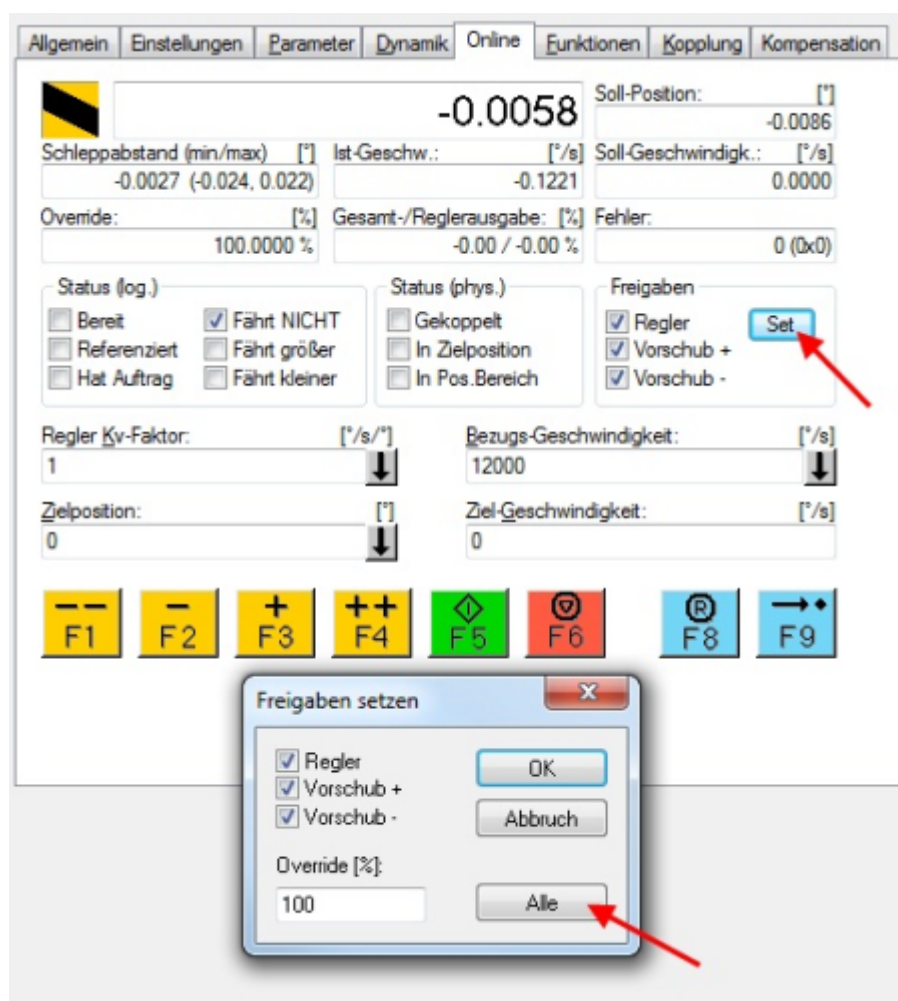 Allgemein Einstellungen Parameter Dynamik Online Funktionen Kopplung Kompensation
-0.0058
Soll-Position: [°]
-0.0086
Schleppabstand (min/max) [°] Ist-Geschw.: [°/s] Soll-Geschwindigk.: [°/s]
-0.0027 (-0.024, 0.022) -0.1221 0.0000
Override: [%] Gesamt-/Reglerausgabe: [%] Fehler:
100.0000 % -0.00 / -0.00 % 0 (0x0)
Status (log.) Status (phys.) Freigaben
Bereit Fährt NICHT Gekoppelt Regler Set
Referenziert Fährt größer In Zielposition Vorschub +
Hat Auftrag Fährt kleiner In Pos.Bereich Vorschub -
Regler Kv-Faktor: [°/s/°] Bezugs-Geschwindigkeit: [°/s]
1 12000
Zielposition: [°] Ziel-Geschwindigkeit: [°/s]
0 0
-- - + ++ R
F1 F2 F3 F4 F5 F6 F8 F9
Freigaben setzen
Regler OK
Vorschub +
Vorschub - Abbruch
Override [%]:
100 Alle